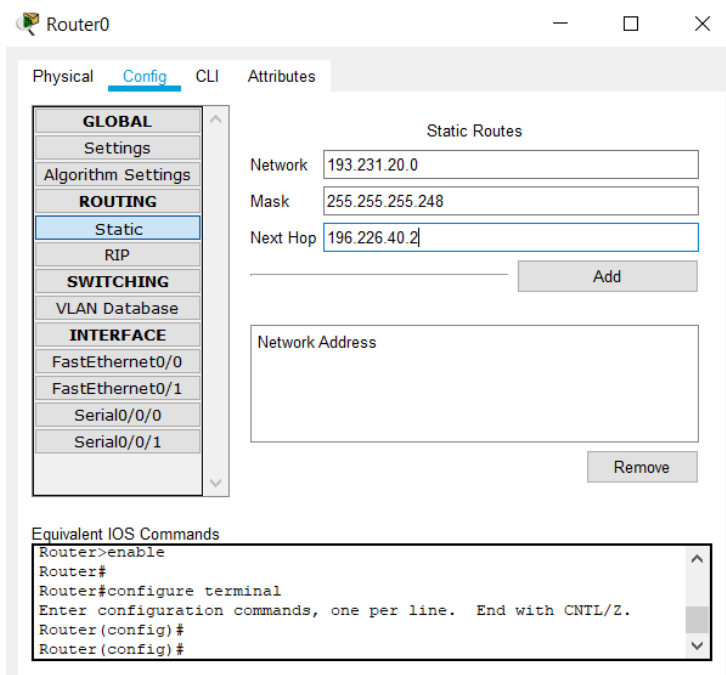 Router0
Physical Config CLI Attributes
GLOBAL
Settings
Algorithm Settings
ROUTING
Static
RIP
SWITCHING
VLAN Database
INTERFACE
FastEthernet0/0
FastEthernet0/1
Serial0/0/0
Serial0/0/1
Static Routes
Network 193.231.20.0
Mask 255.255.255.248
Next Hop 196.226.40.2
Add
Network Address
Remove
Equivalent IOS Commands
Router>enable
Router#
Router#configure terminal
Enter configuration commands, one per line. End with CNTL/Z.
Router(config)#
Router(config)#